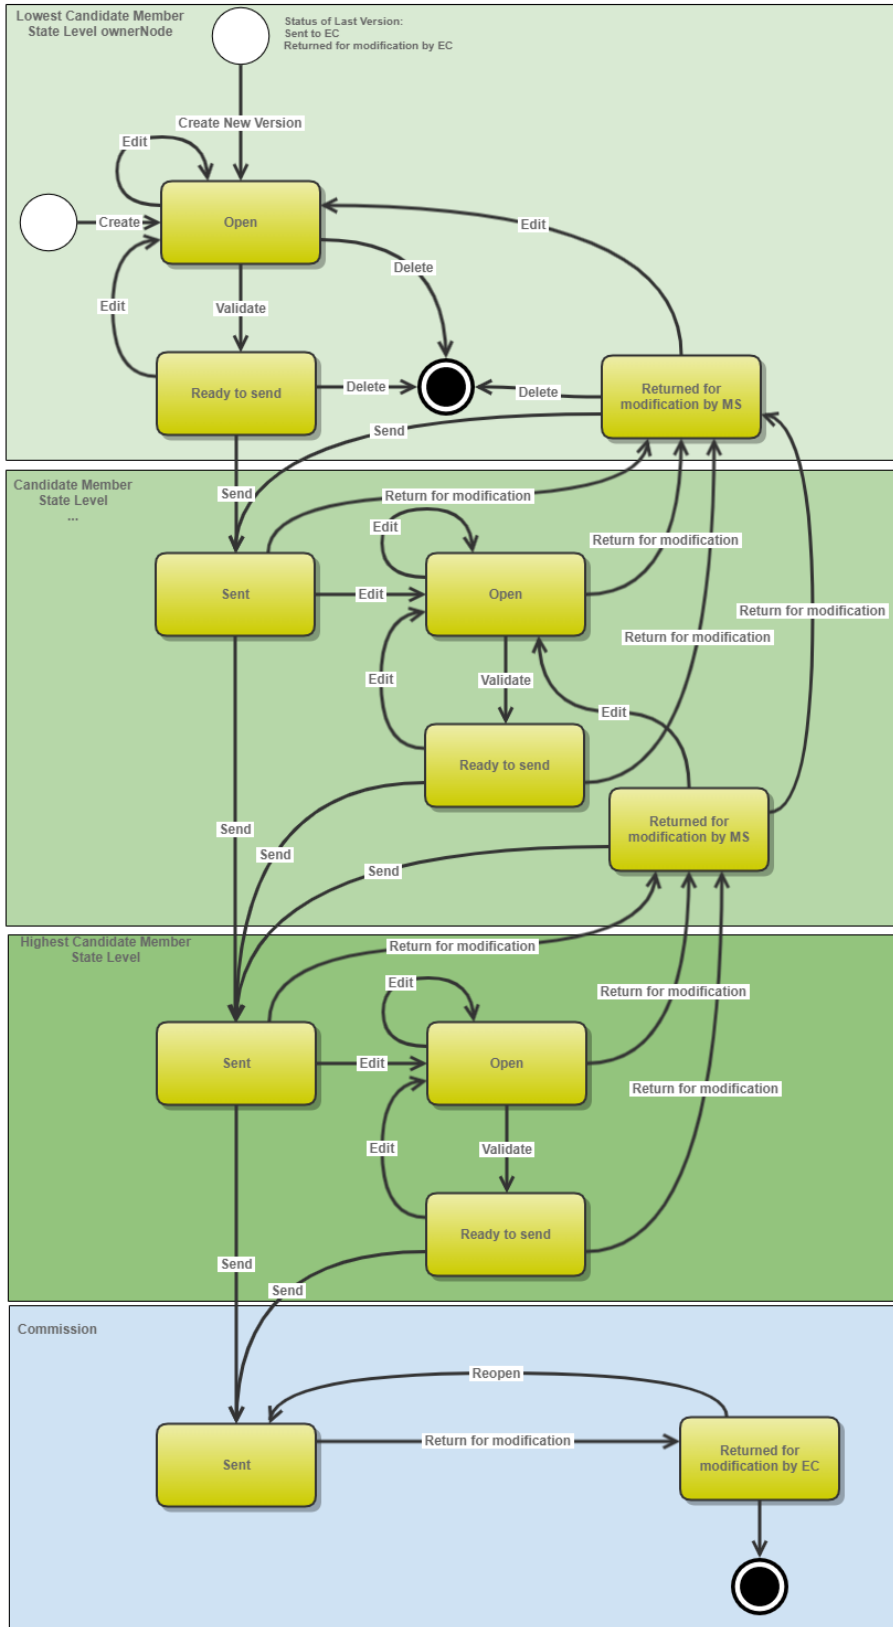 Lowest Candidate Member
State Level ownerNode
Status of Last Version:
Sent to EC
Returned for modification by EC
Create New Version
Edit
Create
Open
Edit
Delete
Edit
Validate
Ready to send
Delete
Delete
Returned for
modification by MS
Send
Candidate Member
State Level
...
Send
Return for modification
Edit
Return for modification
Sent
Edit
Open
Return for modification
Return for modification
Edit
Validate
Edit
Ready to send
Send
Returned for
modification by MS
Send
Send
Highest Candidate Member
State Level
Return for modification
Edit
Return for modification
Sent
Edit
Open
Return for modification
Edit
Validate
Ready to send
Send
Send
Commission
Reopen
Return for modification
Sent
Returned for
modification by EC